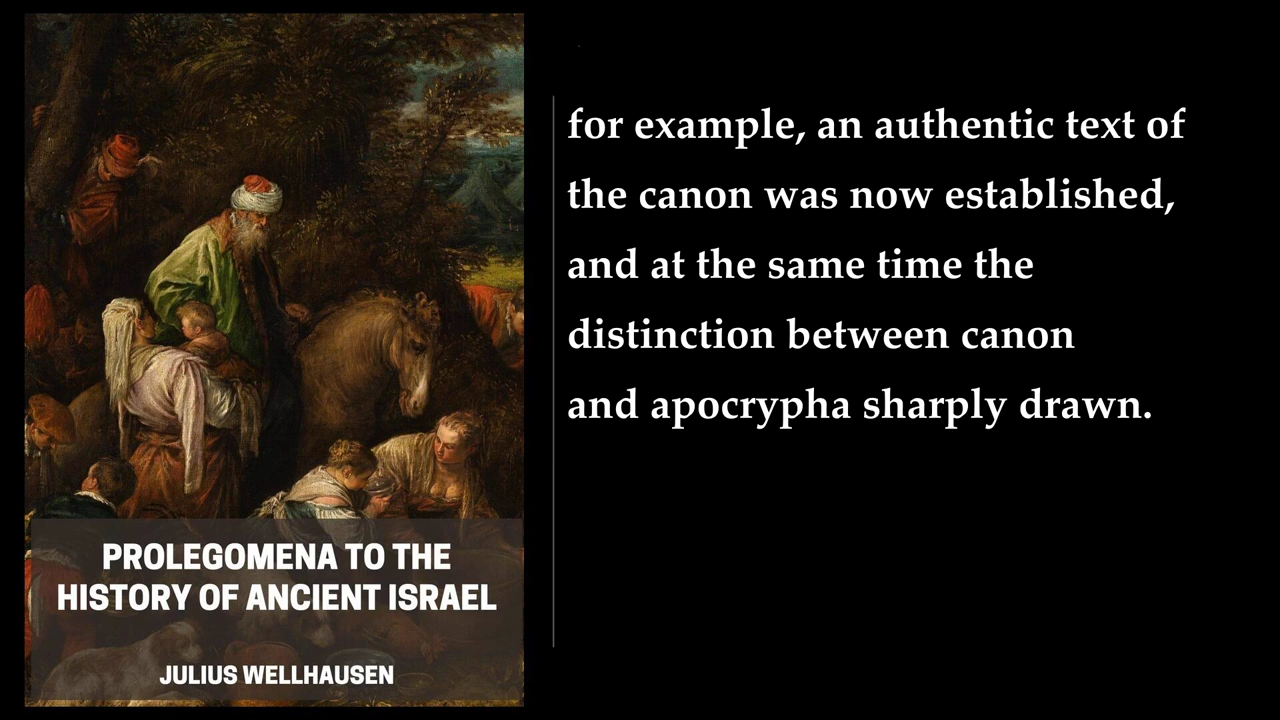 PROLEGOMENA TO THE
HISTORY OF ANCIENT ISRAEL
JULIUS WELLHAUSEN
for example, an authentic text of
the canon was now established,
and at the same time the
distinction between canon
and apocrypha sharply drawn.